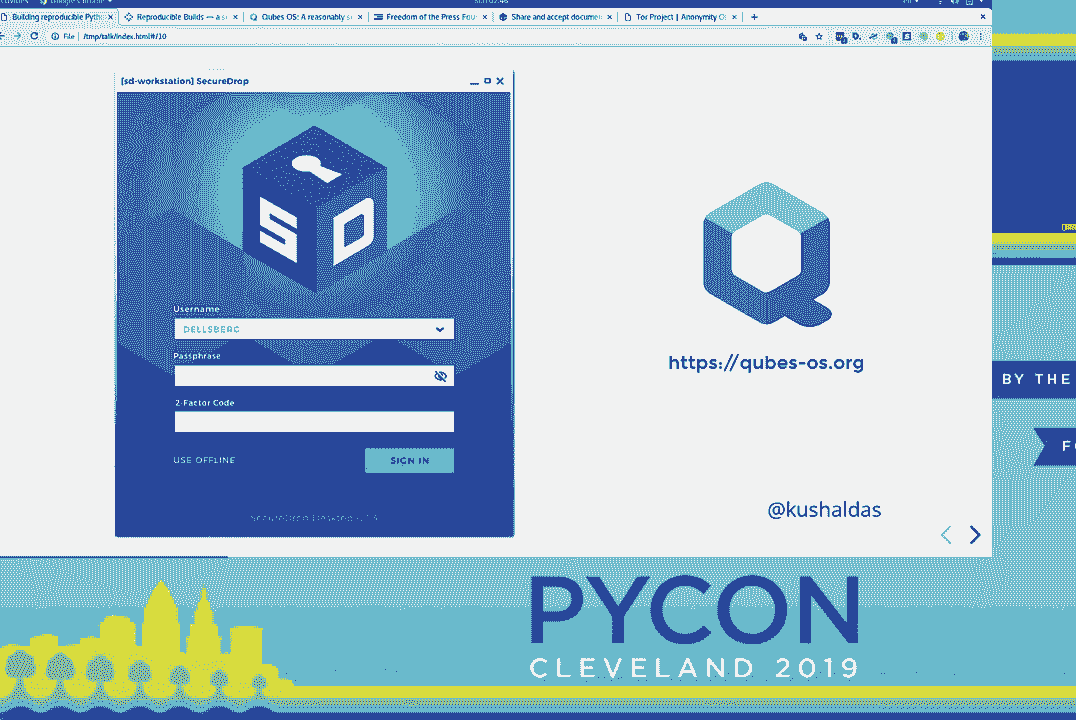 Building reproducible Pyth
Reproducible Builds — a s
Qubes OS: A reasonably s
Freedom of the Press Fou
Share and accept docume
Tor Project | Anonymity O
File | /tmp/talk/index.html#/10
[sd-workstation] SecureDrop
S D
Username
DELLSBERG
Passphrase
2-Factor Code
USE OFFLINE
SIGN IN
https://qubes-os.org
@kushaldas
BY THE
F
PYCON
CLEVELAND 2019